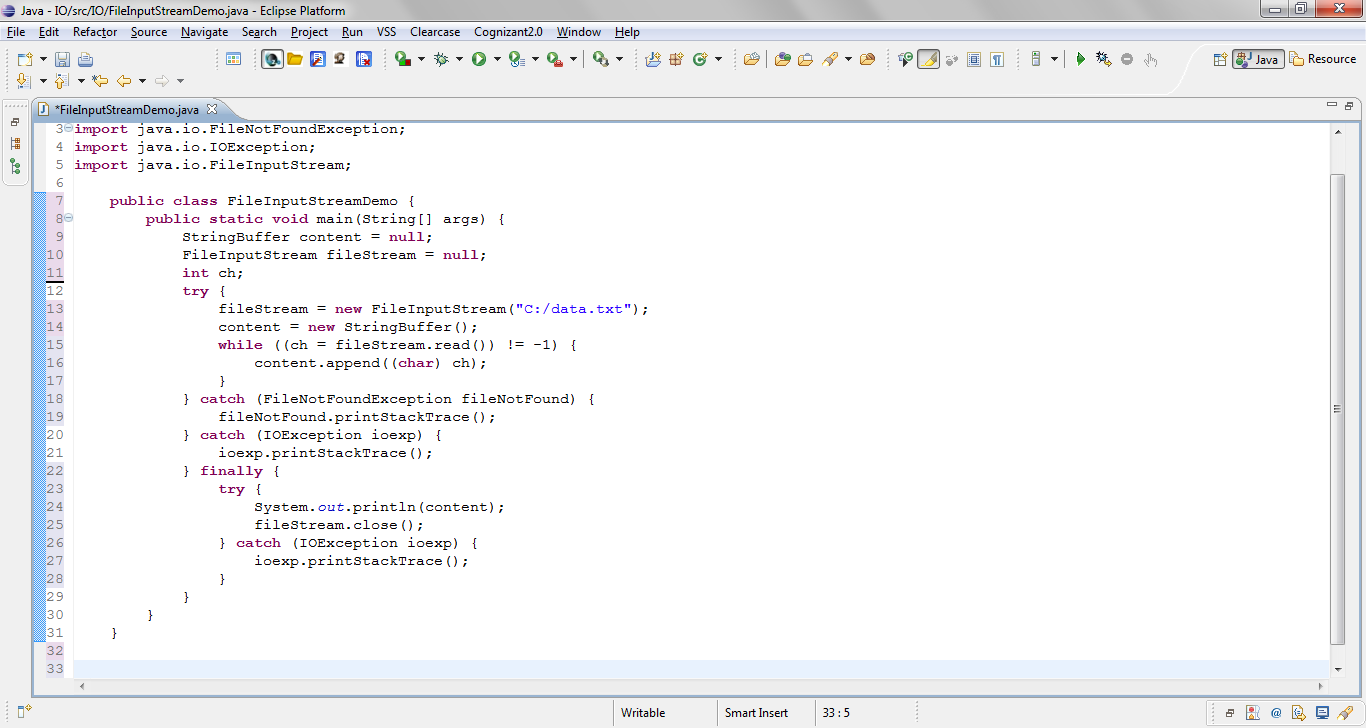 Java - IO/src/IO/FileInputStreamDemo.java - Eclipse Platform
File Edit Refactor Source Navigate Search Project Run VSS Clearcase Cognizant2.0 Window Help
Java Resource
*FileInputStreamDemo.java
3 import java.io.FileNotFoundException;
4 import java.io.IOException;
5 import java.io.FileInputStream;
6
7 public class FileInputStreamDemo {
8 public static void main(String[] args) {
9 StringBuffer content = null;
10 FileInputStream fileStream = null;
11 int ch;
12 try {
13 fileStream = new FileInputStream("C:/data.txt");
14 content = new StringBuffer();
15 while ((ch = fileStream.read()) != -1) {
16 content.append((char) ch);
17 }
18 } catch (FileNotFoundException fileNotFound) {
19 fileNotFound.printStackTrace();
20 } catch (IOException ioexp) {
21 ioexp.printStackTrace();
22 } finally {
23 try {
24 System.out.println(content);
25 fileStream.close();
26 } catch (IOException ioexp) {
27 ioexp.printStackTrace();
28 }
29 }
30 }
31 }
32
33
Writable Smart Insert 33 : 5